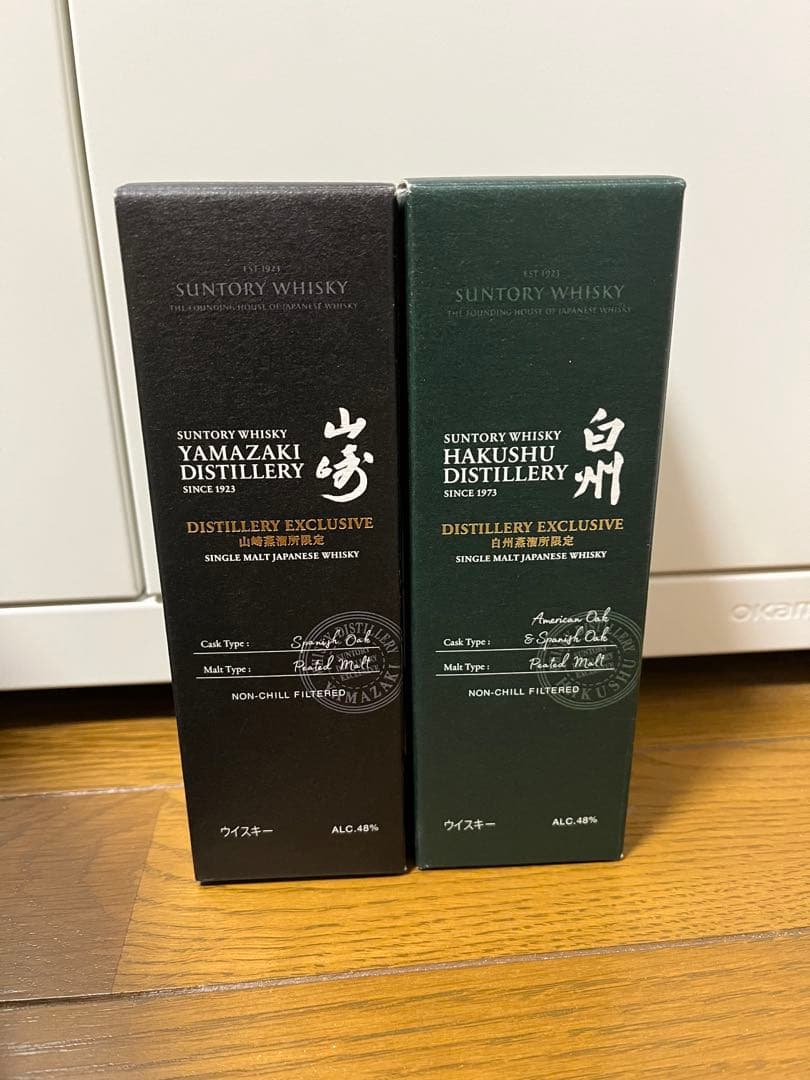 EST 1923
SUNTORY WHISKY
THE FOUNDING HOUSE OF JAPANESE WHISKY
SUNTORY WHISKY
YAMAZAKI
DISTILLERY
SINCE 1923
山崎
DISTILLERY EXCLUSIVE
山崎蒸溜所限定
SINGLE MALT JAPANESE WHISKY
Cask Type : Spanish Oak
Malt Type : Peated Malt
NON-CHILL FILTERED
DISTILLERY
SUNTORY
YAMAZAKI
ウイスキー
ALC.48%
EST 1923
SUNTORY WHISKY
THE FOUNDING HOUSE OF JAPANESE WHISKY
SUNTORY WHISKY
HAKUSHU
DISTILLERY
SINCE 1973
白州
DISTILLERY EXCLUSIVE
白州蒸溜所限定
SINGLE MALT JAPANESE WHISKY
American Oak
Cask Type : & Spanish Oak
Malt Type : Peated Malt
NON-CHILL FILTERED
ウイスキー
ALC.48%